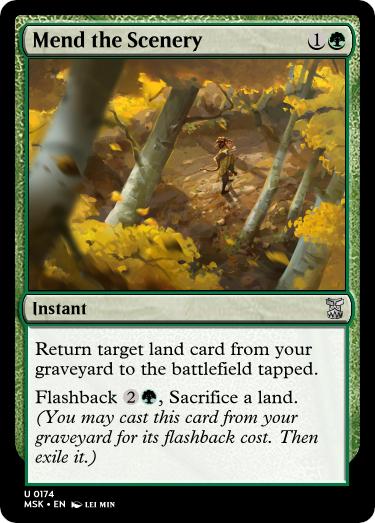 Mend the Scenery 1
Instant
Return target land card from your
graveyard to the battlefield tapped.
Flashback 2, Sacrifice a land.
(You may cast this card from your
graveyard for its flashback cost. Then
exile it.)
U 0174
MSK • EN LEI MIN